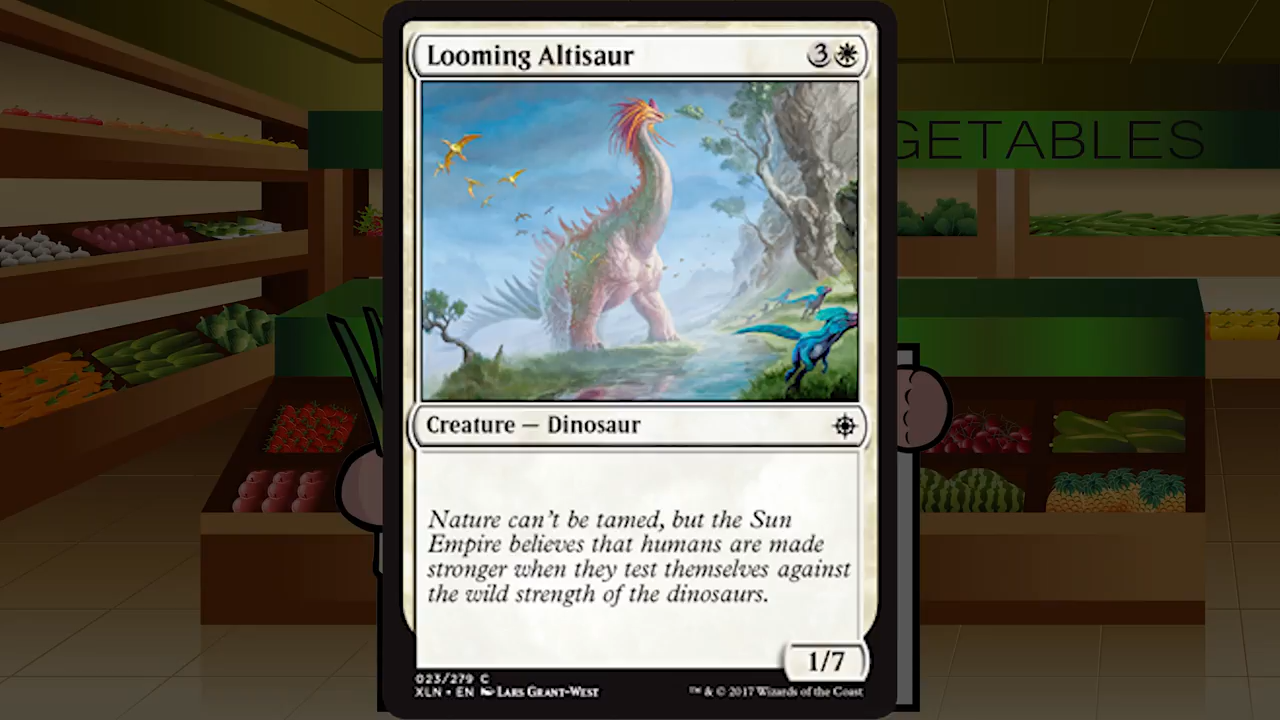 Looming Altisaur 3
GETABLES
Creature — Dinosaur
Nature can't be tamed, but the Sun
Empire believes that humans are made
stronger when they test themselves against
the wild strength of the dinosaurs.
1/7
023/279 C
XLN • EN Lars Grant-West
™ & © 2017 Wizards of the Coast